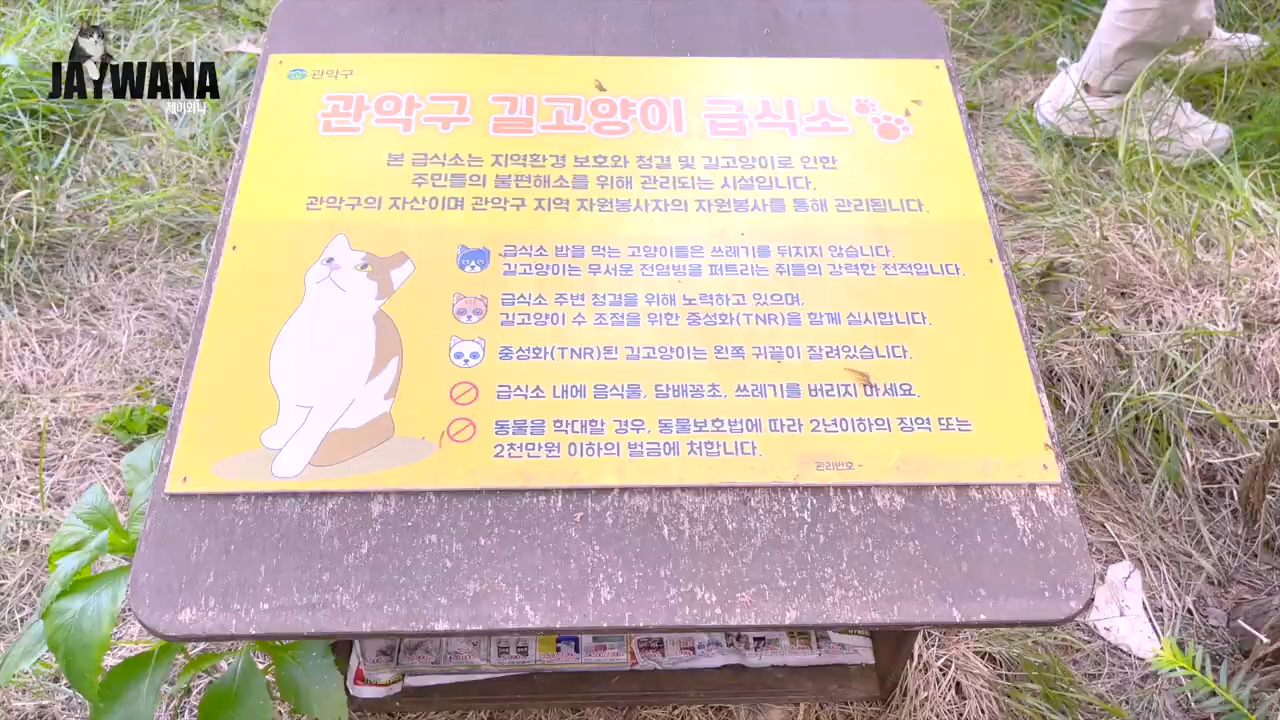 JAYWANA
제이와나
관악구
관악구 길고양이 급식소
본 급식소는 지역환경 보호와 청결 및 길고양이로 인한
주민들의 불편해소를 위해 관리되는 시설입니다.
관악구의 자산이며 관악구 지역 자원봉사자의 자원봉사를 통해 관리됩니다.
급식소 밥을 먹는 고양이들은 쓰레기를 뒤지지 않습니다.
길고양이는 무서운 전염병을 퍼트리는 쥐들의 강력한 천적입니다.
급식소 주변 청결을 위해 노력하고 있으며,
길고양이 수 조절을 위한 중성화(TNR)을 함께 실시합니다.
중성화(TNR)된 길고양이는 왼쪽 귀끝이 잘려있습니다.
급식소 내에 음식물, 담배꽁초, 쓰레기를 버리지 마세요.
동물을 학대할 경우, 동물보호법에 따라 2년이하의 징역 또는
2천만원 이하의 벌금에 처합니다.
관리번호 -